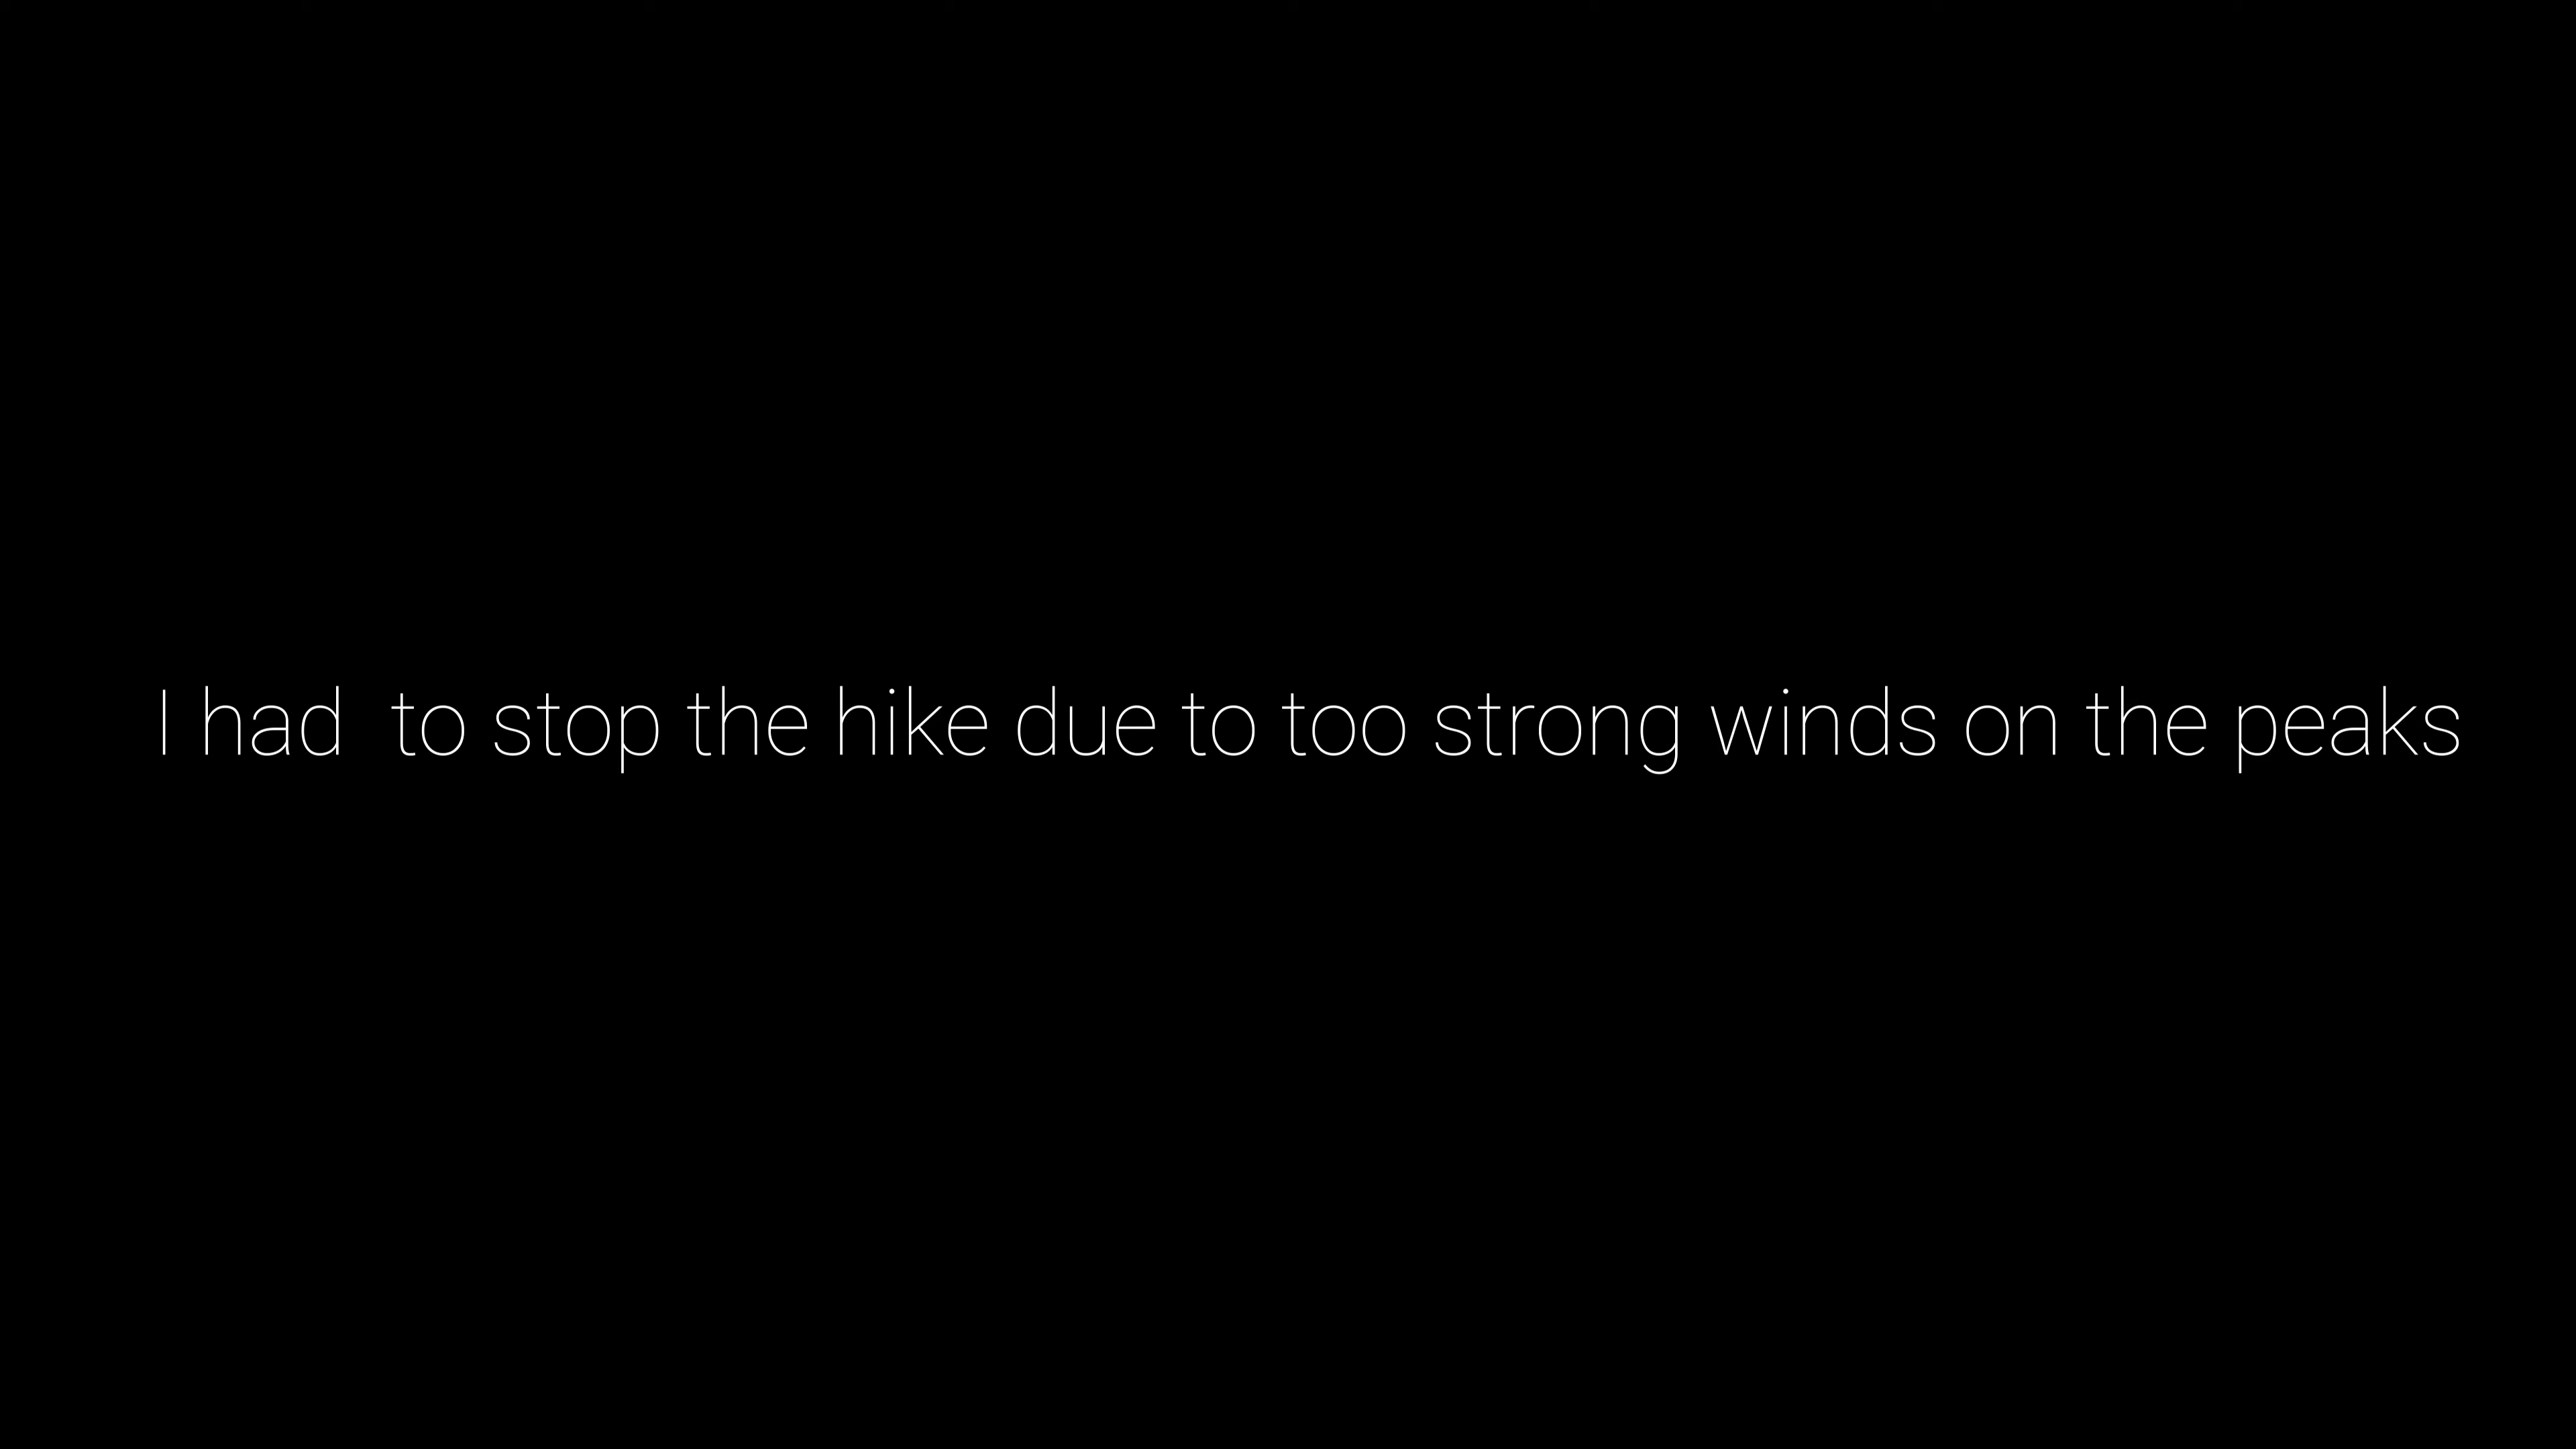 I had  to stop the hike due to too strong winds on the peaks